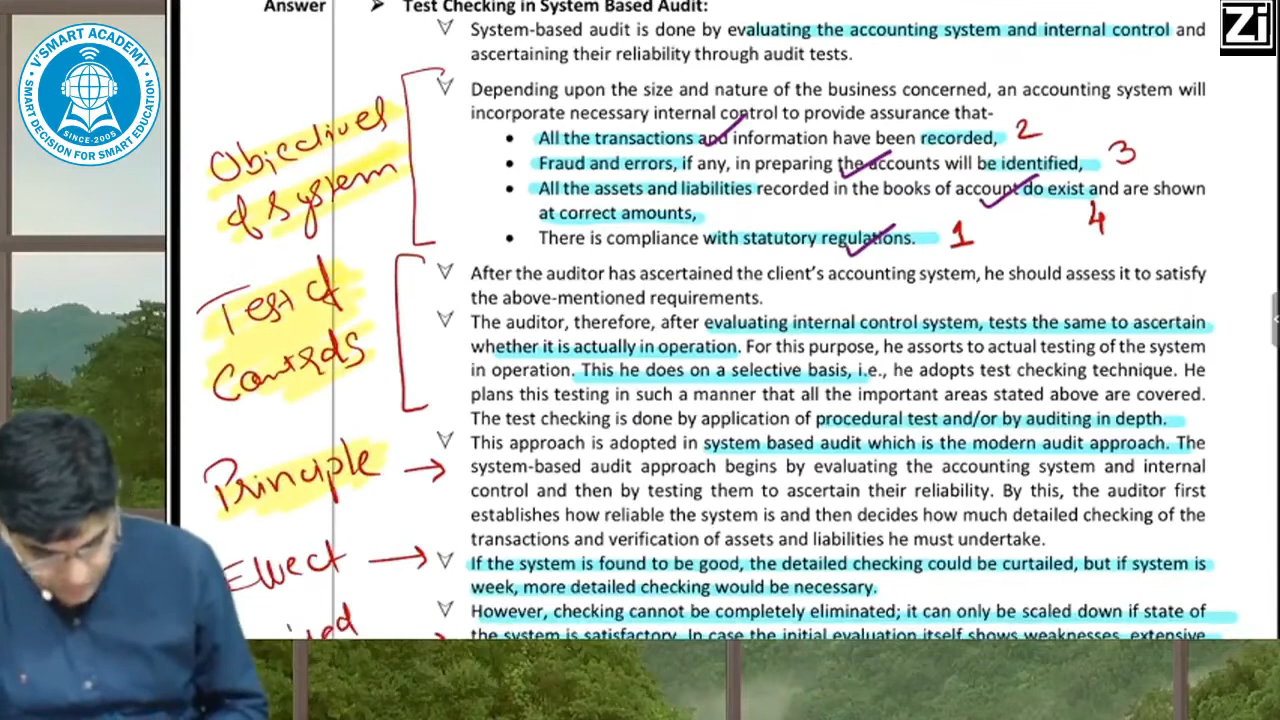 Answer
➤ Test Checking in System Based Audit:
System-based audit is done by evaluating the accounting system and internal control and
ascertaining their reliability through audit tests.
Depending upon the size and nature of the business concerned, an accounting system will
incorporate necessary internal control to provide assurance that-
• All the transactions and information have been recorded, 2
• Fraud and errors, if any, in preparing the accounts will be identified, 3
• All the assets and liabilities recorded in the books of account do exist and are shown
at correct amounts, 4
• There is compliance with statutory regulations. 1
After the auditor has ascertained the client's accounting system, he should assess it to satisfy
the above-mentioned requirements.
The auditor, therefore, after evaluating internal control system, tests the same to ascertain
whether it is actually in operation. For this purpose, he assorts to actual testing of the system
in operation. This he does on a selective basis, i.e., he adopts test checking technique. He
plans this testing in such a manner that all the important areas stated above are covered.
The test checking is done by application of procedural test and/or by auditing in depth.
This approach is adopted in system based audit which is the modern audit approach. The
system-based audit approach begins by evaluating the accounting system and internal
control and then by testing them to ascertain their reliability. By this, the auditor first
establishes how reliable the system is and then decides how much detailed checking of the
transactions and verification of assets and liabilities he must undertake.
If the system is found to be good, the detailed checking could be curtailed, but if system is
week, more detailed checking would be necessary.
However, checking cannot be completely eliminated; it can only be scaled down if state of
the system is satisfactory. In case the initial evaluation itself shows weaknesses, extensive
Objectives
of System
Test of
Controls
Principle →
Effect →
V'SMART ACADEMY
SINCE-2005
SMART DECISION FOR SMART EDUCATION
Zi